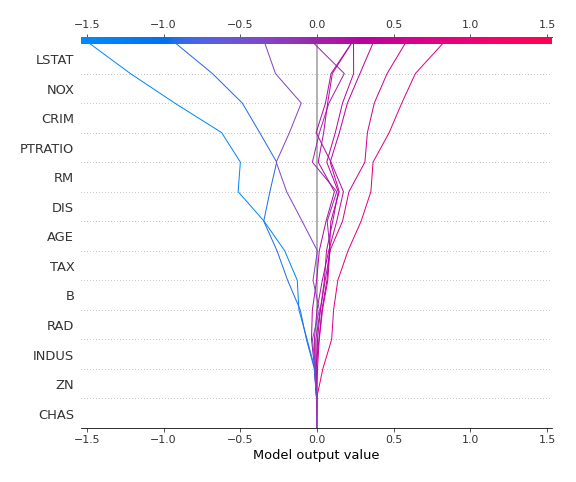 −1.5 −1.0 −0.5 0.0 0.5 1.0 1.5
LSTAT
NOX
CRIM
PTRATIO
RM
DIS
AGE
TAX
B
RAD
INDUS
ZN
CHAS
−1.5 −1.0 −0.5 0.0 0.5 1.0 1.5
Model output value